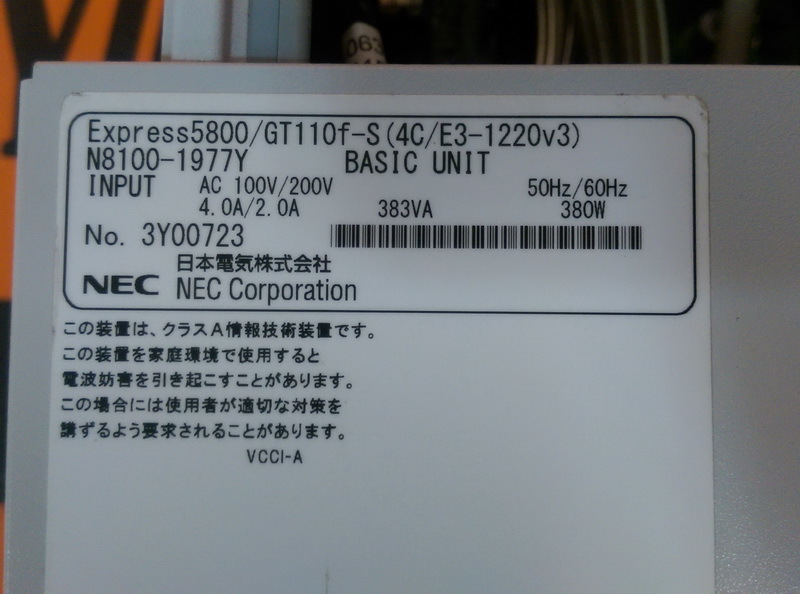 063
Express5800/GT110f-S(4C/E3-1220v3)
N8100-1977Y BASIC UNIT
INPUT AC 100V/200V 50Hz/60Hz
4.0A/2.0A 383VA 380W
No. 3Y00723
日本電気株式会社
NEC NEC Corporation
この装置は、クラスA情報技術装置です。
この装置を家庭環境で使用すると
電波妨害を引き起こすことがあります。
この場合には使用者が適切な対策を
講ずるよう要求されることがあります。
VCCI-A